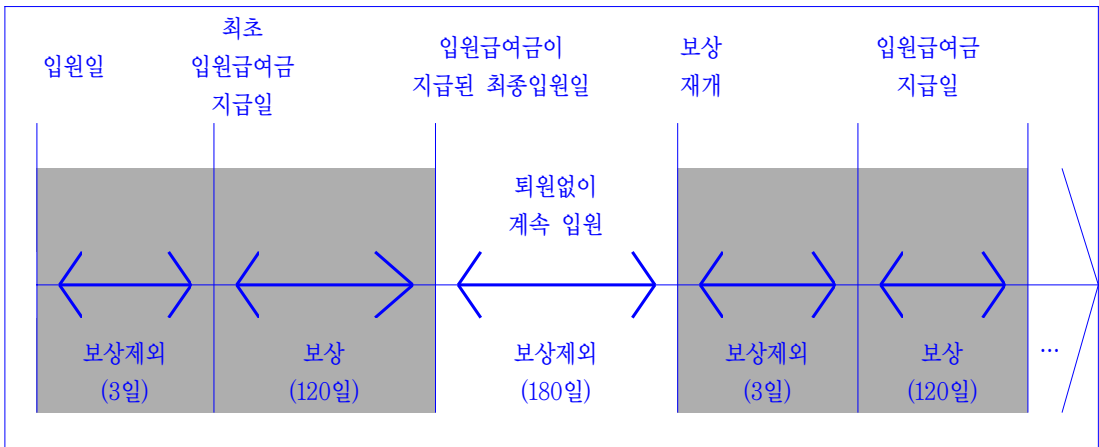 입원일
최초
입원급여금
지급일
입원급여금이
지급된 최종입원일
보상
재개
입원급여금
지급일
퇴원없이
계속 입원
보상제외
(3일)
보상
(120일)
보상제외
(180일)
보상제외
(3일)
보상
(120일)
…